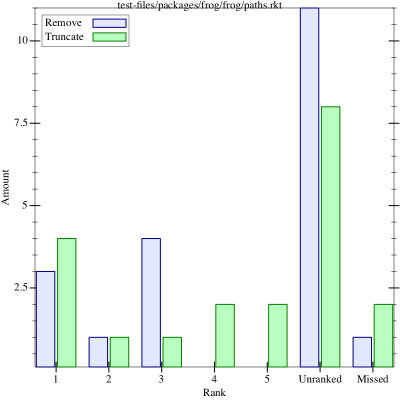 test-files/packages/frog/frog/paths.rkt
Remove
Truncate
10
7.5
5
2.5
Amount
1 2 3 4 5 Unranked Missed
Rank